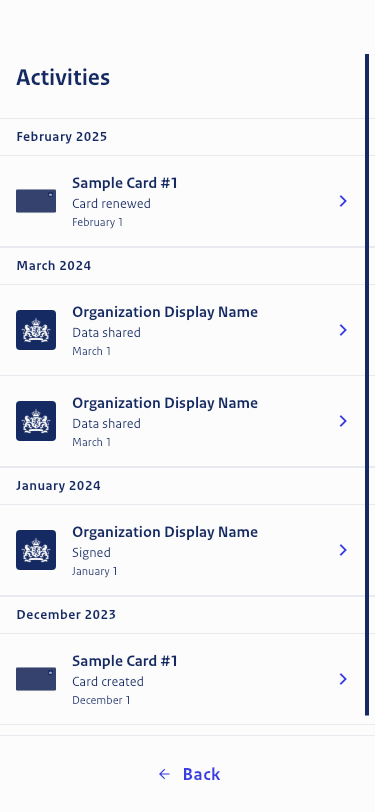 Activities
February 2025
Sample Card #1
Card renewed
February 1
March 2024
Organization Display Name
Data shared
March 1
Organization Display Name
Data shared
March 1
January 2024
Organization Display Name
Signed
January 1
December 2023
Sample Card #1
Card created
December 1
Back